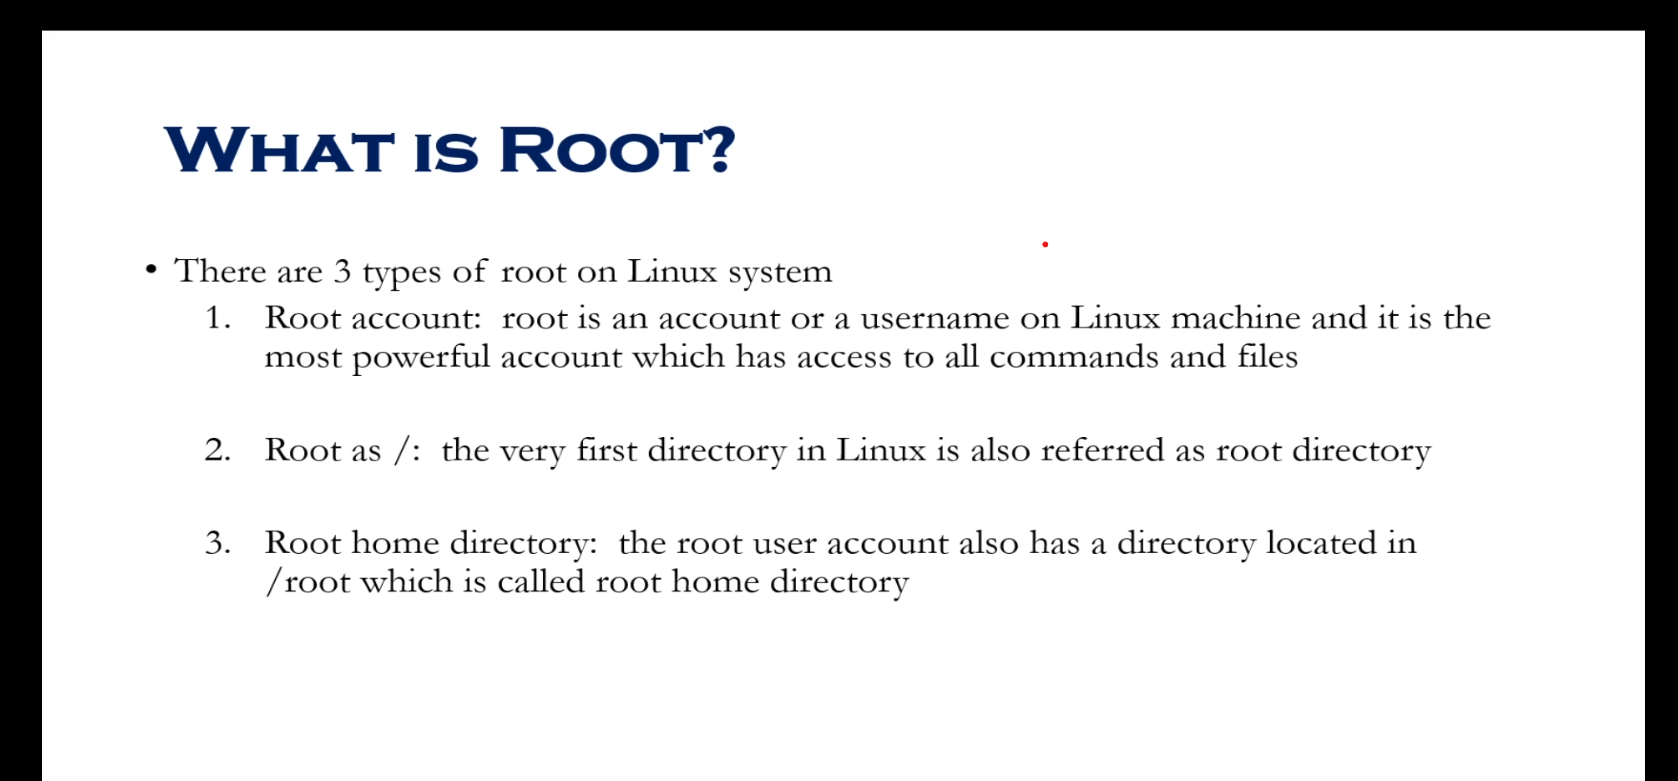 What is Root?
• There are 3 types of root on Linux system
1. Root account: root is an account or a username on Linux machine and it is the
most powerful account which has access to all commands and files
2. Root as /: the very first directory in Linux is also referred as root directory
3. Root home directory: the root user account also has a directory located in
/root which is called root home directory